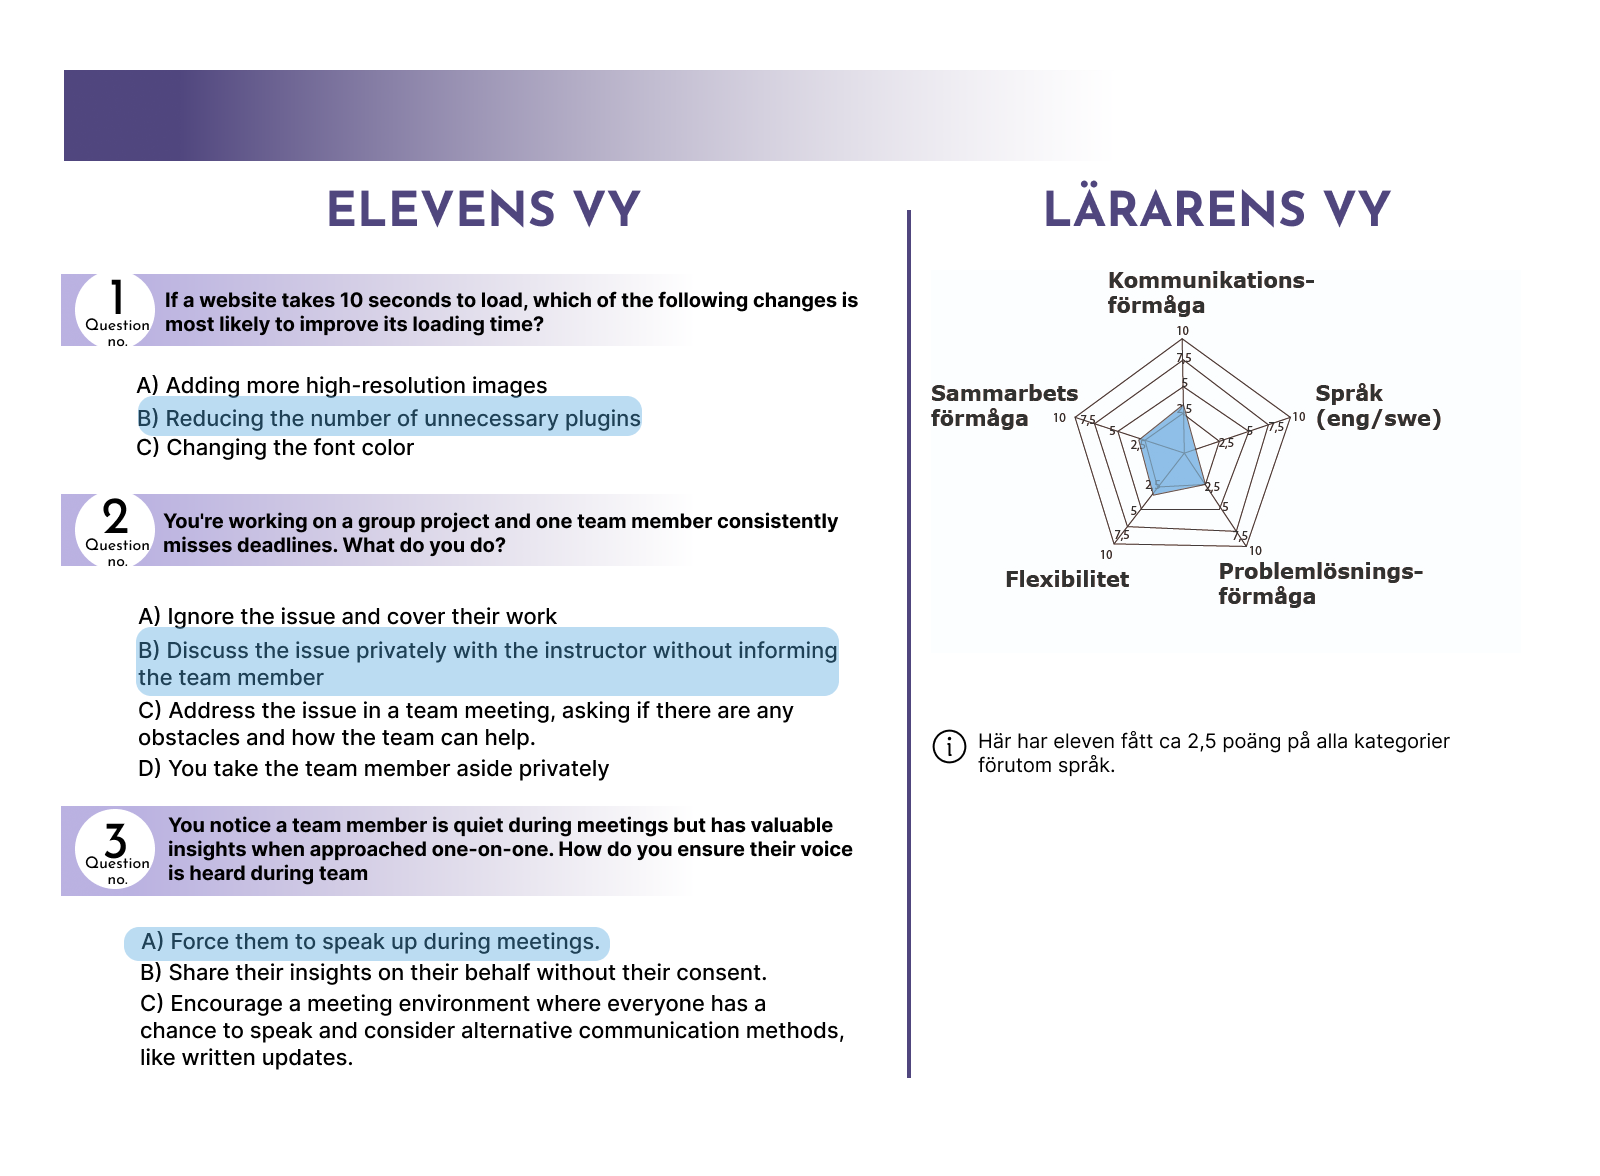 ELEVENS VY
1
Question
no.
If a website takes 10 seconds to load, which of the following changes is
most likely to improve its loading time?
A) Adding more high-resolution images
B) Reducing the number of unnecessary plugins
C) Changing the font color
2
Question
no.
You're working on a group project and one team member consistently
misses deadlines. What do you do?
A) Ignore the issue and cover their work
B) Discuss the issue privately with the instructor without informing
the team member
C) Address the issue in a team meeting, asking if there are any
obstacles and how the team can help.
D) You take the team member aside privately
3
Question
no.
You notice a team member is quiet during meetings but has valuable
insights when approached one-on-one. How do you ensure their voice
is heard during team
A) Force them to speak up during meetings.
B) Share their insights on their behalf without their consent.
C) Encourage a meeting environment where everyone has a
chance to speak and consider alternative communication methods,
like written updates.
LÄRARENS VY
Kommunikations-
förmåga
10
7,5
5
2,5
Sammarbets
förmåga
10
7,5
5
2,5
Språk
(eng/swe)
10
7,5
5
2,5
2,5
5
7,5
10
Flexibilitet
2,5
5
7,5
10
Problemlösnings-
förmåga
Här har eleven fått ca 2,5 poäng på alla kategorier
förutom språk.